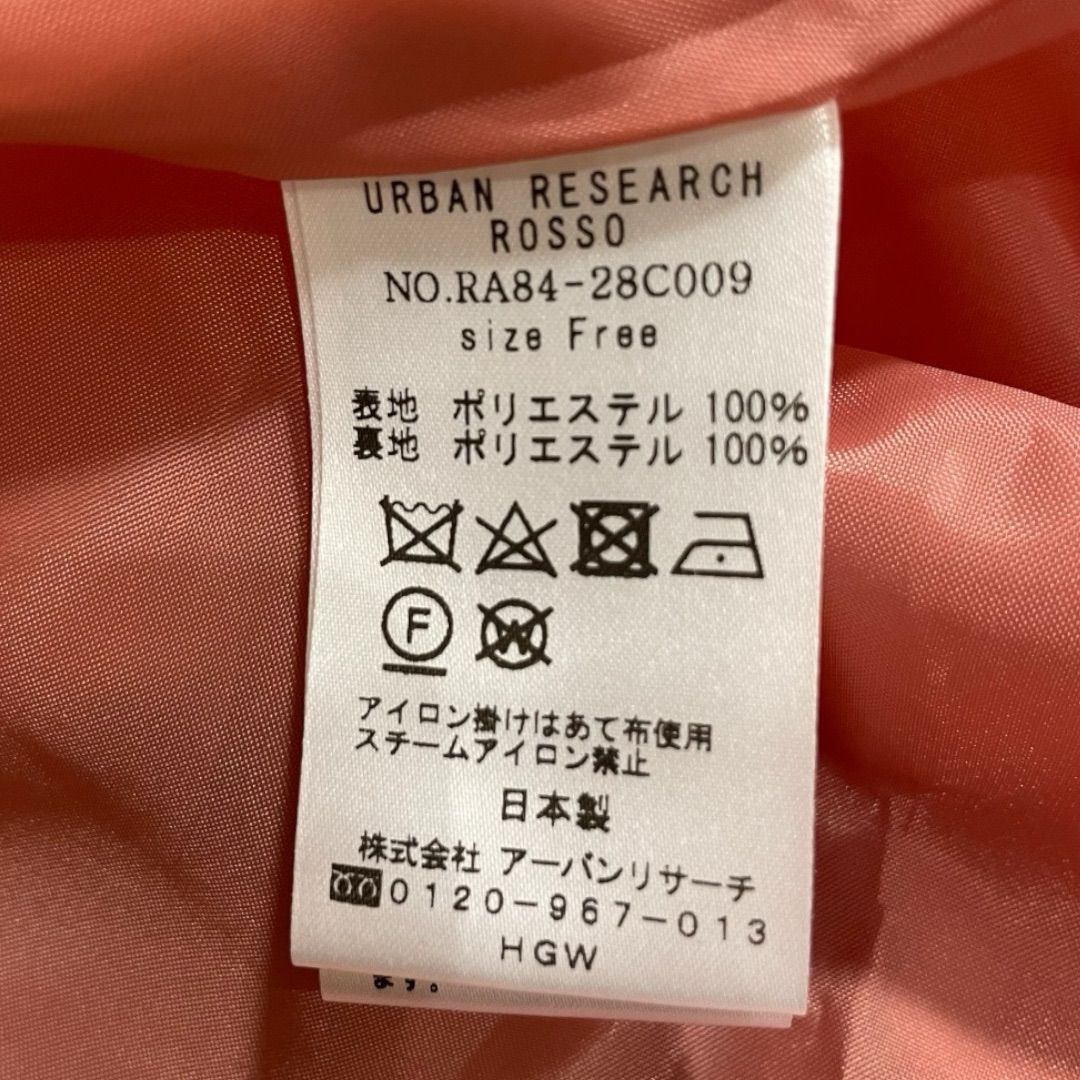 URBAN RESEARCH
ROSSO
NO.RA84-28C009
size Free
表地 ポリエステル 100%
裏地 ポリエステル 100%
F
W
アイロン掛けはあて布使用
スチームアイロン禁止
日本製
株式会社 アーバンリサーチ
0120-967-013
HGW
ます。